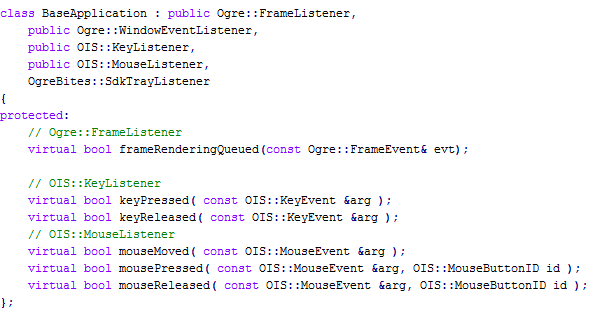 class BaseApplication : public Ogre::FrameListener,
    public Ogre::WindowEventListener,
    public OIS::KeyListener,
    public OIS::MouseListener,
    OgreBites::SdkTrayListener
{
protected:
    // Ogre::FrameListener
    virtual bool frameRenderingQueued(const Ogre::FrameEvent& evt);

    // OIS::KeyListener
    virtual bool keyPressed( const OIS::KeyEvent &arg );
    virtual bool keyReleased( const OIS::KeyEvent &arg );
    // OIS::MouseListener
    virtual bool mouseMoved( const OIS::MouseEvent &arg );
    virtual bool mousePressed( const OIS::MouseEvent &arg, OIS::MouseButtonID id );
    virtual bool mouseReleased( const OIS::MouseEvent &arg, OIS::MouseButtonID id );
};